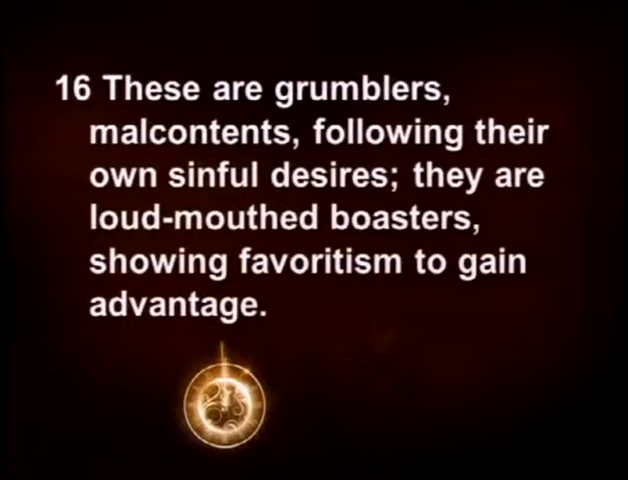 16 These are grumblers,
malcontents, following their
own sinful desires; they are
loud-mouthed boasters,
showing favoritism to gain
advantage.